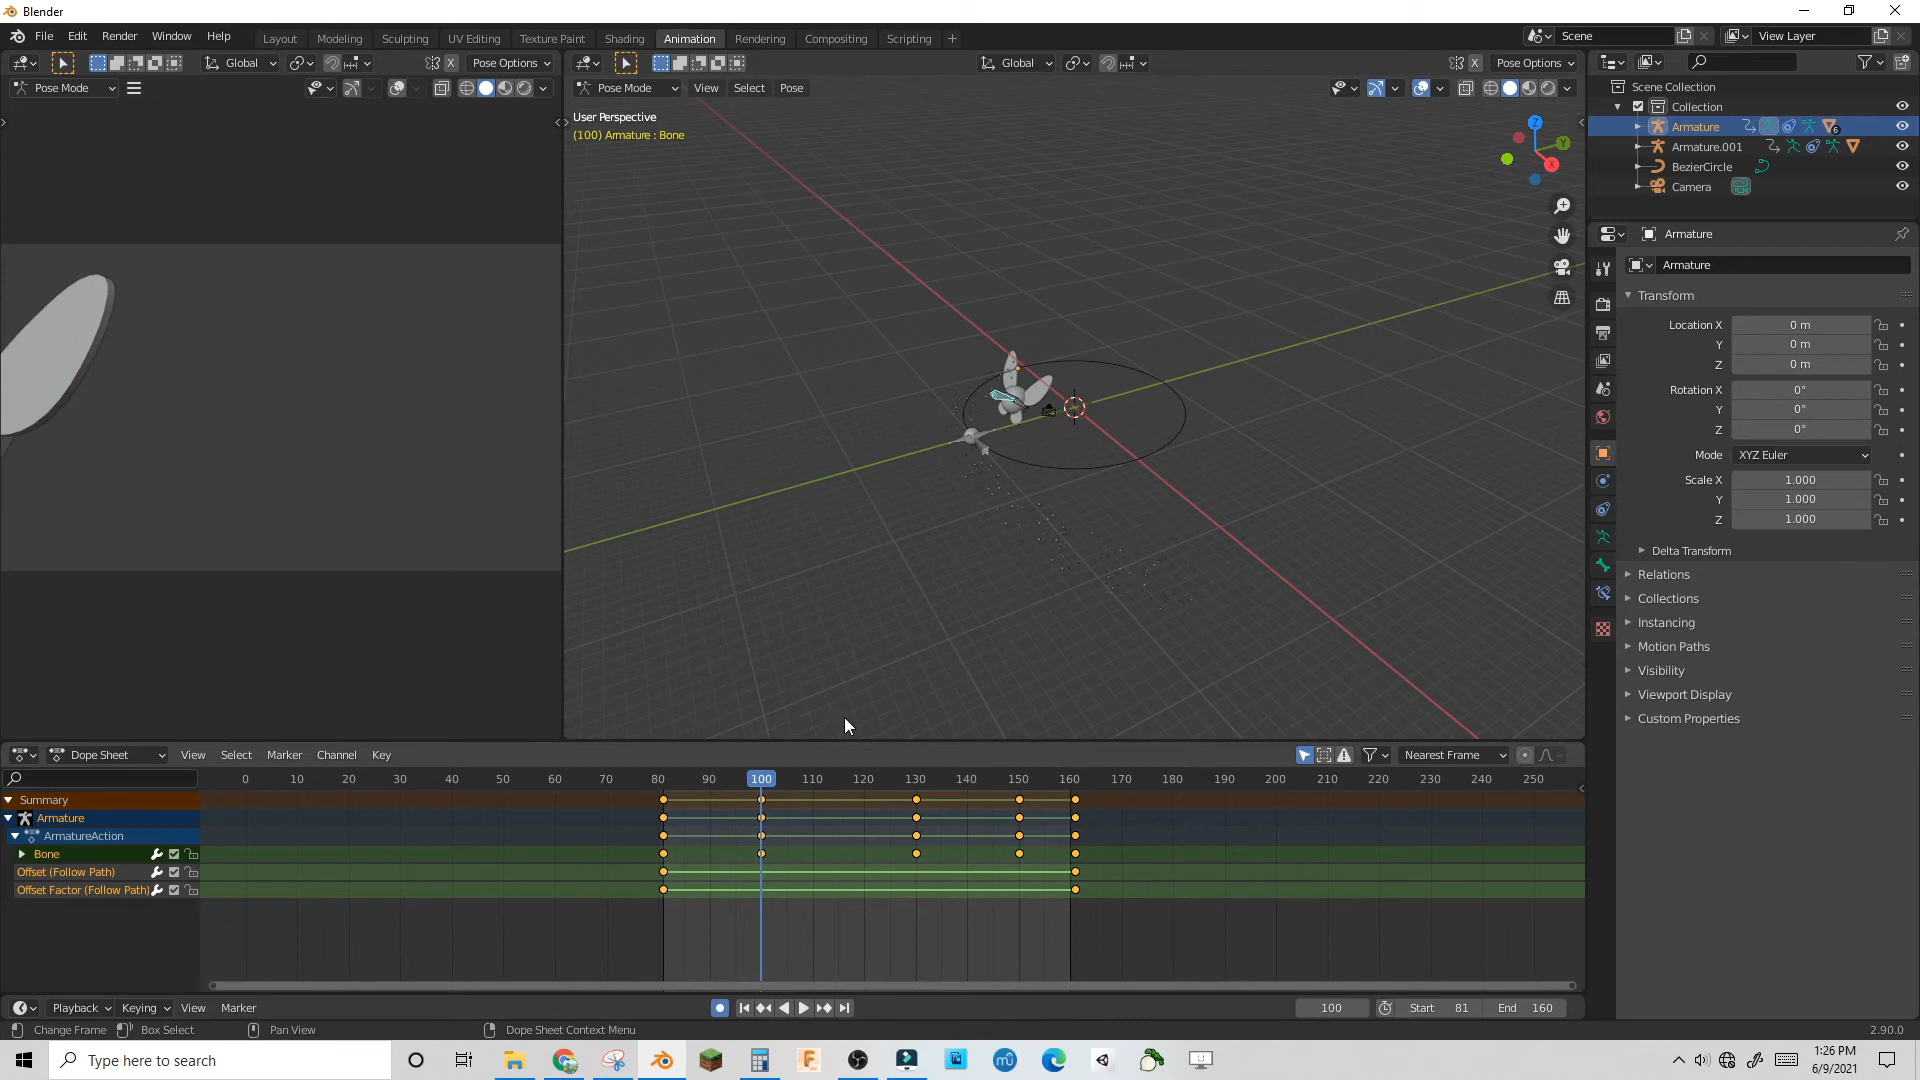 Blender
File Edit Render Window Help
Layout Modeling Sculpting UV Editing Texture Paint Shading Animation Rendering Compositing Scripting +
Scene
View Layer
Global
X
Pose Options
Global
X
Pose Options
Pose Mode
Pose Mode View Select Pose
User Perspective
(100) Armature : Bone
Z
Y
X
Scene Collection
Collection
Armature
6
Armature.001
BezierCircle
Camera
Armature
Armature
Transform
Location X 0 m
Y 0 m
Z 0 m
Rotation X 0°
Y 0°
Z 0°
Mode XYZ Euler
Scale X 1.000
Y 1.000
Z 1.000
Delta Transform
Relations
Collections
Instancing
Motion Paths
Visibility
Viewport Display
Custom Properties
Dope Sheet View Select Marker Channel Key
Nearest Frame
0 10 20 30 40 50 60 70 80 90 100 110 120 130 140 150 160 170 180 190 200 210 220 230 240 250
Summary
Armature
ArmatureAction
Bone
Offset (Follow Path)
Offset Factor (Follow Path)
Playback Keying View Marker
100
Start 81
End 160
Change Frame
Box Select
Pan View
Dope Sheet Context Menu
2.90.0
Type here to search
1:26 PM
6/9/2021